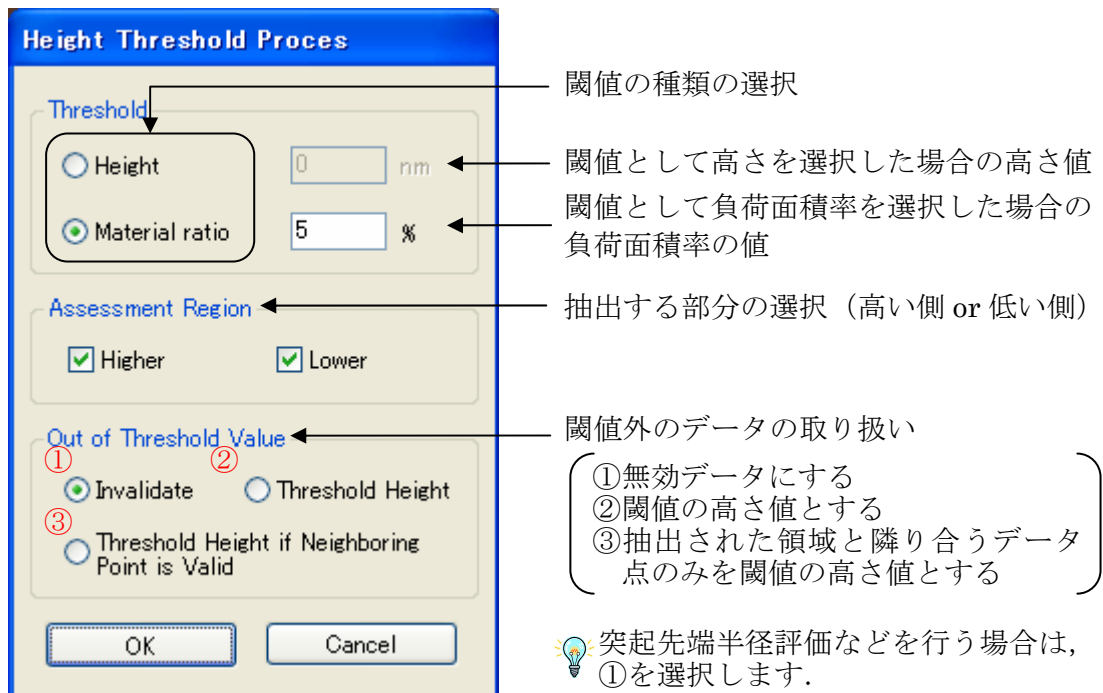 Height Threshold Proces
Threshold
Height
0
nm
Material ratio
5
%
Assessment Region
Higher
Lower
Out of Threshold Value
①
②
Invalidate
Threshold Height
③
Threshold Height if Neighboring
Point is Valid
OK
Cancel
閾値の種類の選択
閾値として高さを選択した場合の高さ値
閾値として負荷面積率を選択した場合の
負荷面積率の値
抽出する部分の選択（高い側 or 低い側）
閾値外のデータの取り扱い
①無効データにする
②閾値の高さ値とする
③抽出された領域と隣り合うデータ
点のみを閾値の高さ値とする
突起先端半径評価などを行う場合は，
①を選択します．